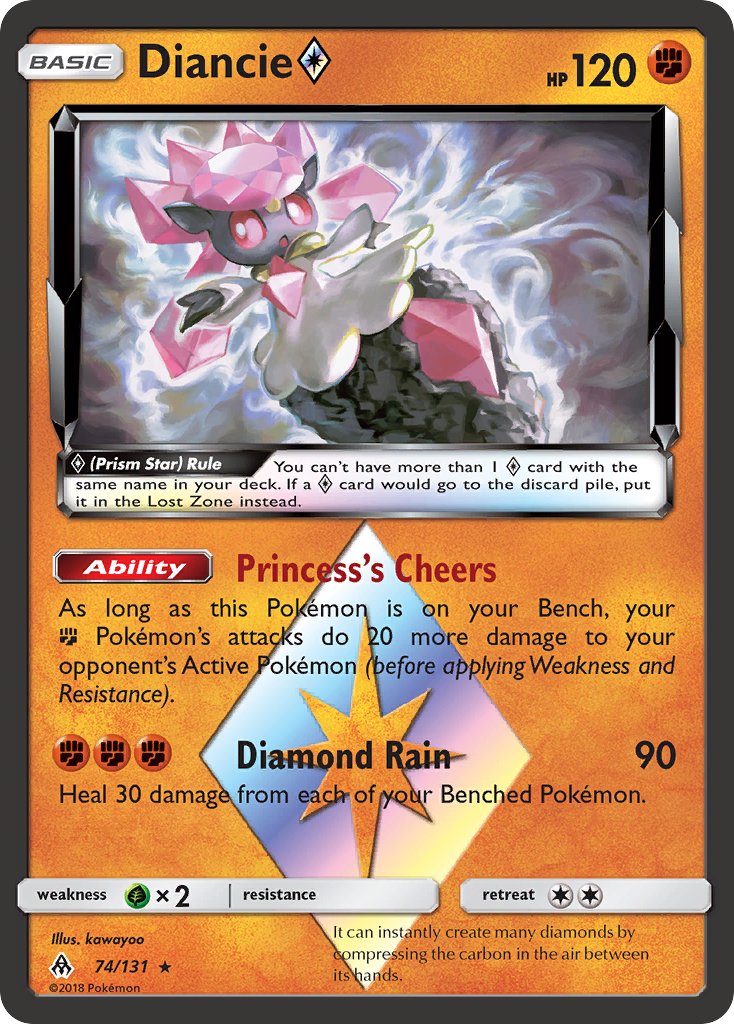 BASIC Diancie HP 120
(Prism Star) Rule You can't have more than 1 card with the
same name in your deck. If a card would go to the discard pile, put
it in the Lost Zone instead.
Ability Princess's Cheers
As long as this Pokémon is on your Bench, your
Pokémon's attacks do 20 more damage to your
opponent's Active Pokémon (before applying Weakness and
Resistance).
Diamond Rain 90
Heal 30 damage from each of your Benched Pokémon.
weakness ×2 resistance retreat
It can instantly create many diamonds by
compressing the carbon in the air between
its hands.
Illus. kawayoo
74/131 ★
©2018 Pokémon